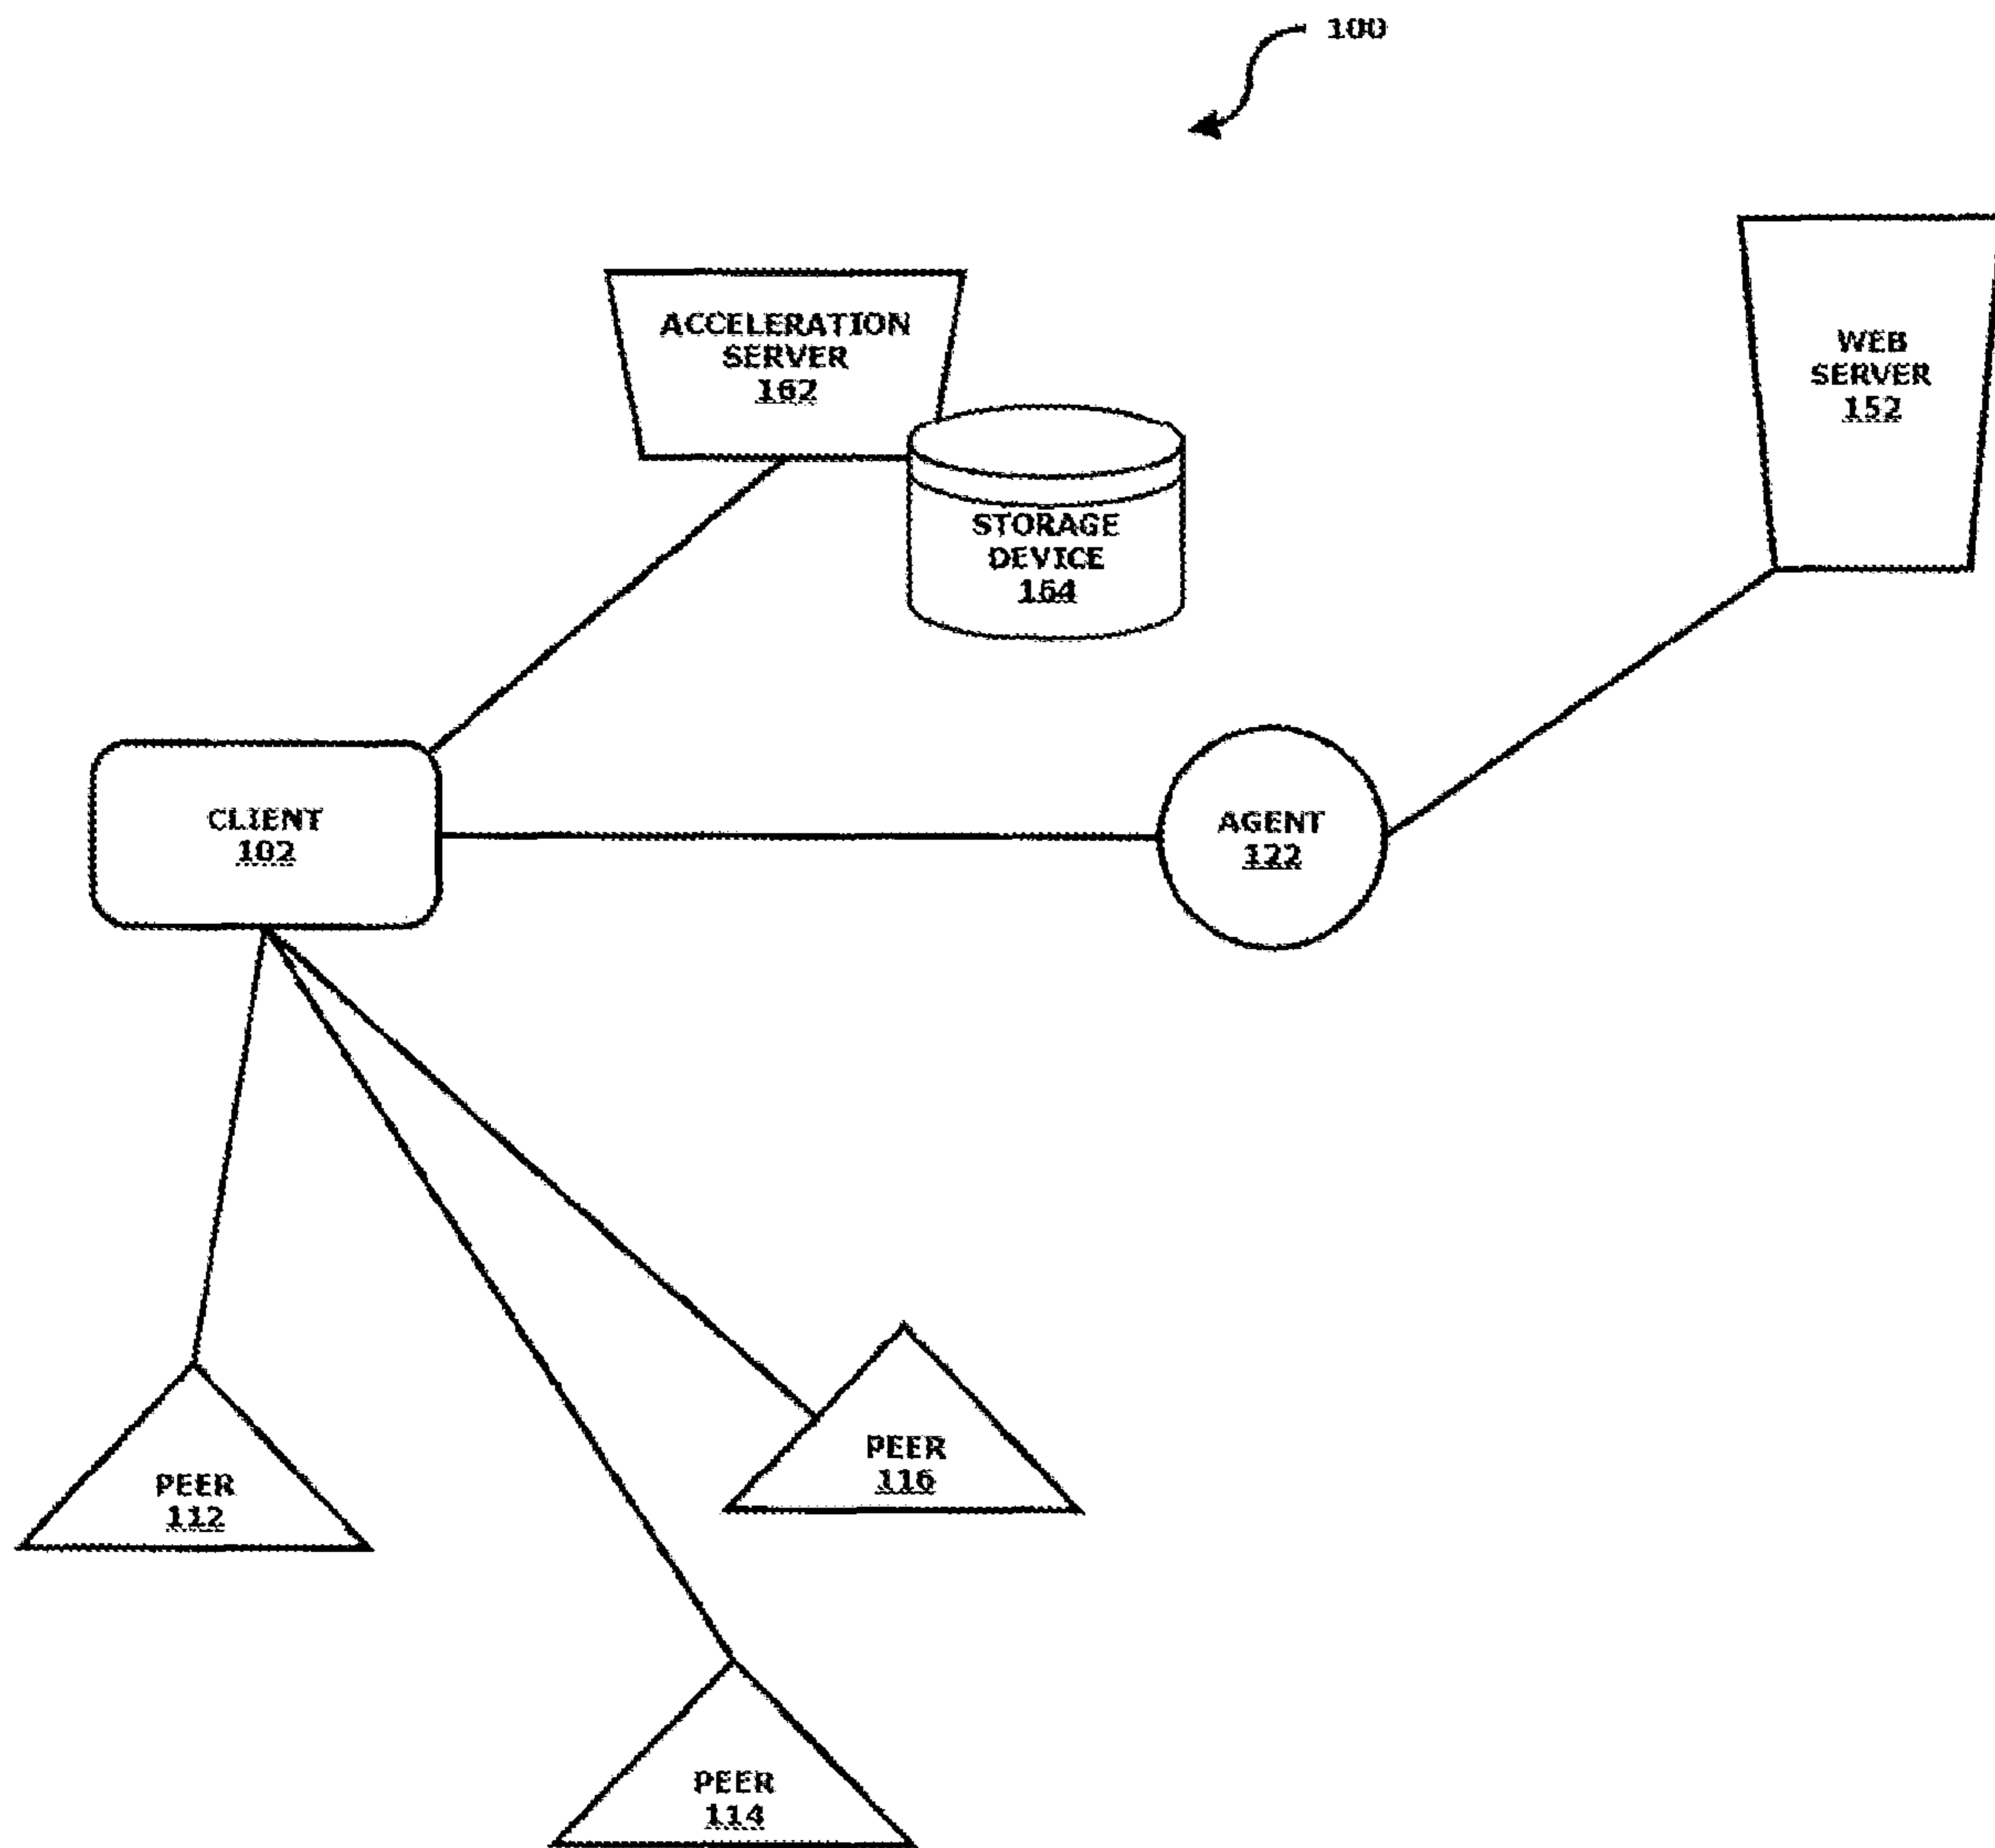 100
ACCELERATION
SERVER
162
WEB
SERVER
152
STORAGE
DEVICE
164
CLIENT
102
AGENT
122
PEER
116
PEER
112
PEER
114